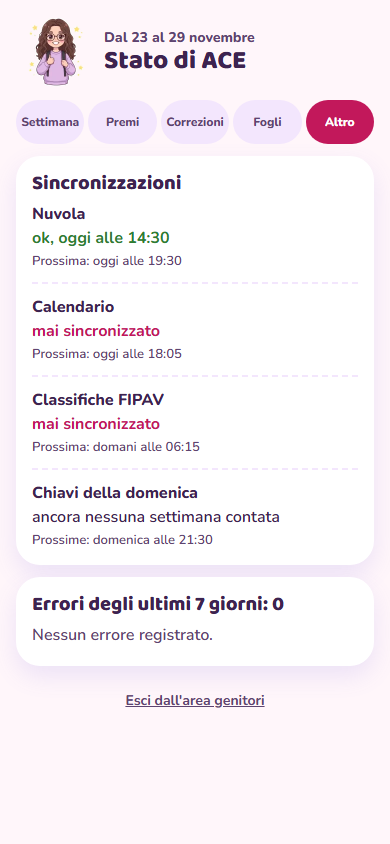 Dal 23 al 29 novembre
Stato di ACE
Settimana
Premi
Correzioni
Fogli
Altro
Sincronizzazioni
Nuvola
ok, oggi alle 14:30
Prossima: oggi alle 19:30
Calendario
mai sincronizzato
Prossima: oggi alle 18:05
Classifiche FIPAV
mai sincronizzato
Prossima: domani alle 06:15
Chiavi della domenica
ancora nessuna settimana contata
Prossime: domenica alle 21:30
Errori degli ultimi 7 giorni: 0
Nessun errore registrato.
Esci dall'area genitori